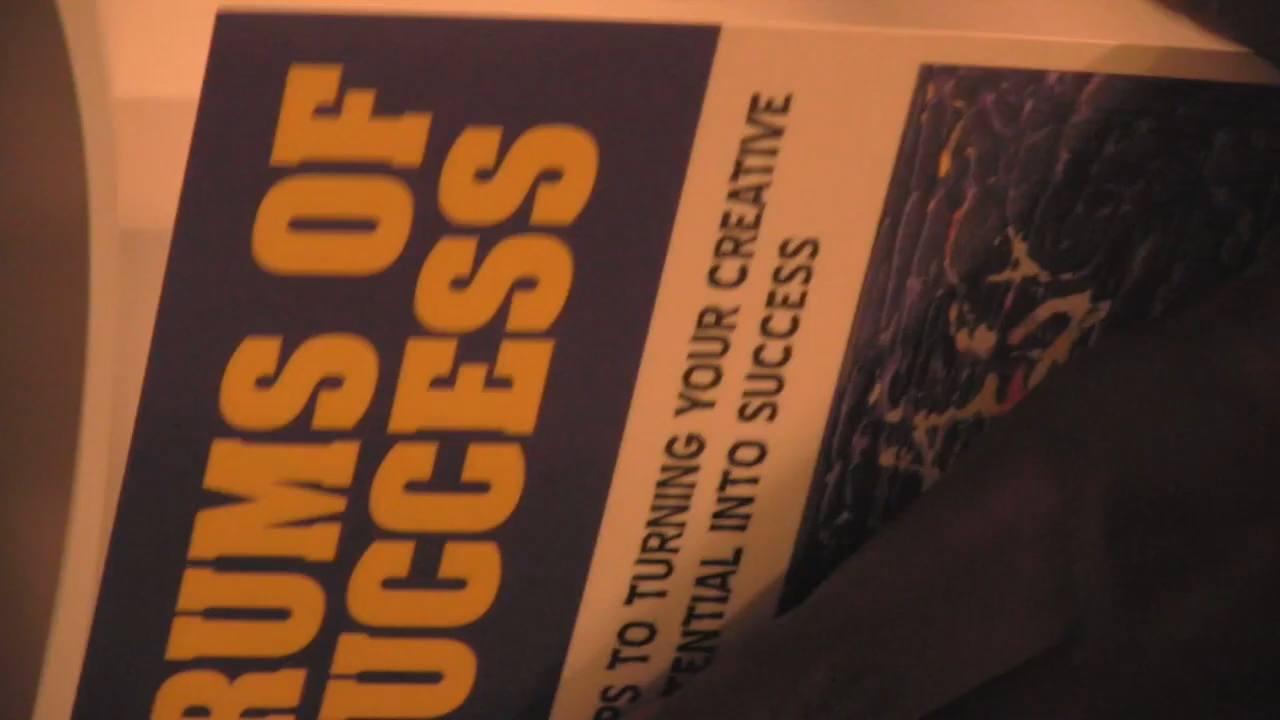 RUMS OF
UCCESS
PS TO TURNING YOUR CREATIVE
TENTIAL INTO SUCCESS